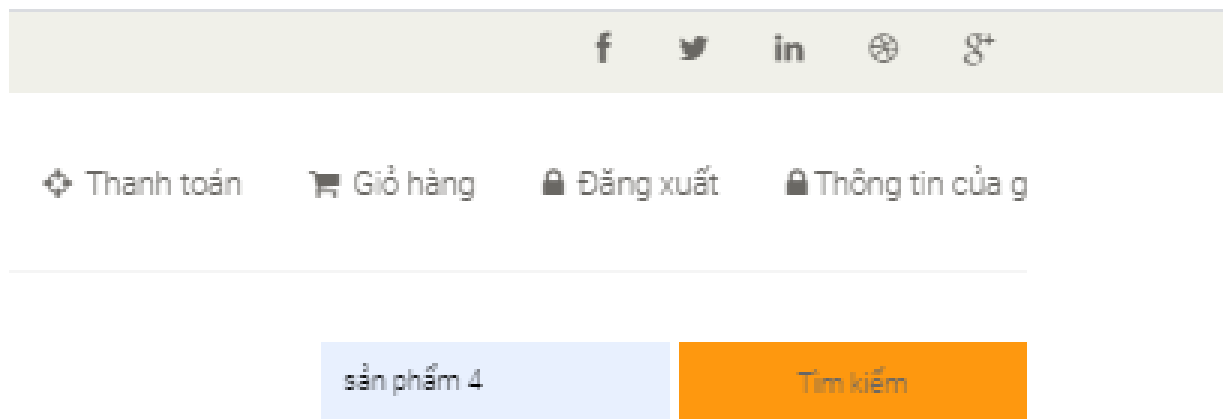 Thanh toán Giỏ hàng Đăng xuất Thông tin của g
sản phẩm 4 Tìm kiếm